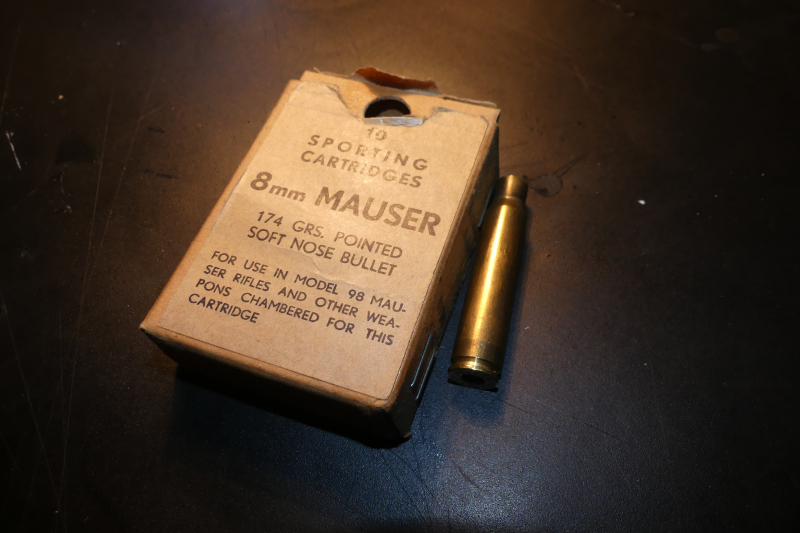 10
SPORTING
CARTRIDGES
8mm MAUSER
174 GRS. POINTED
SOFT NOSE BULLET
FOR USE IN MODEL 98 MAU-
SER RIFLES AND OTHER WEA-
PONS CHAMBERED FOR THIS
CARTRIDGE